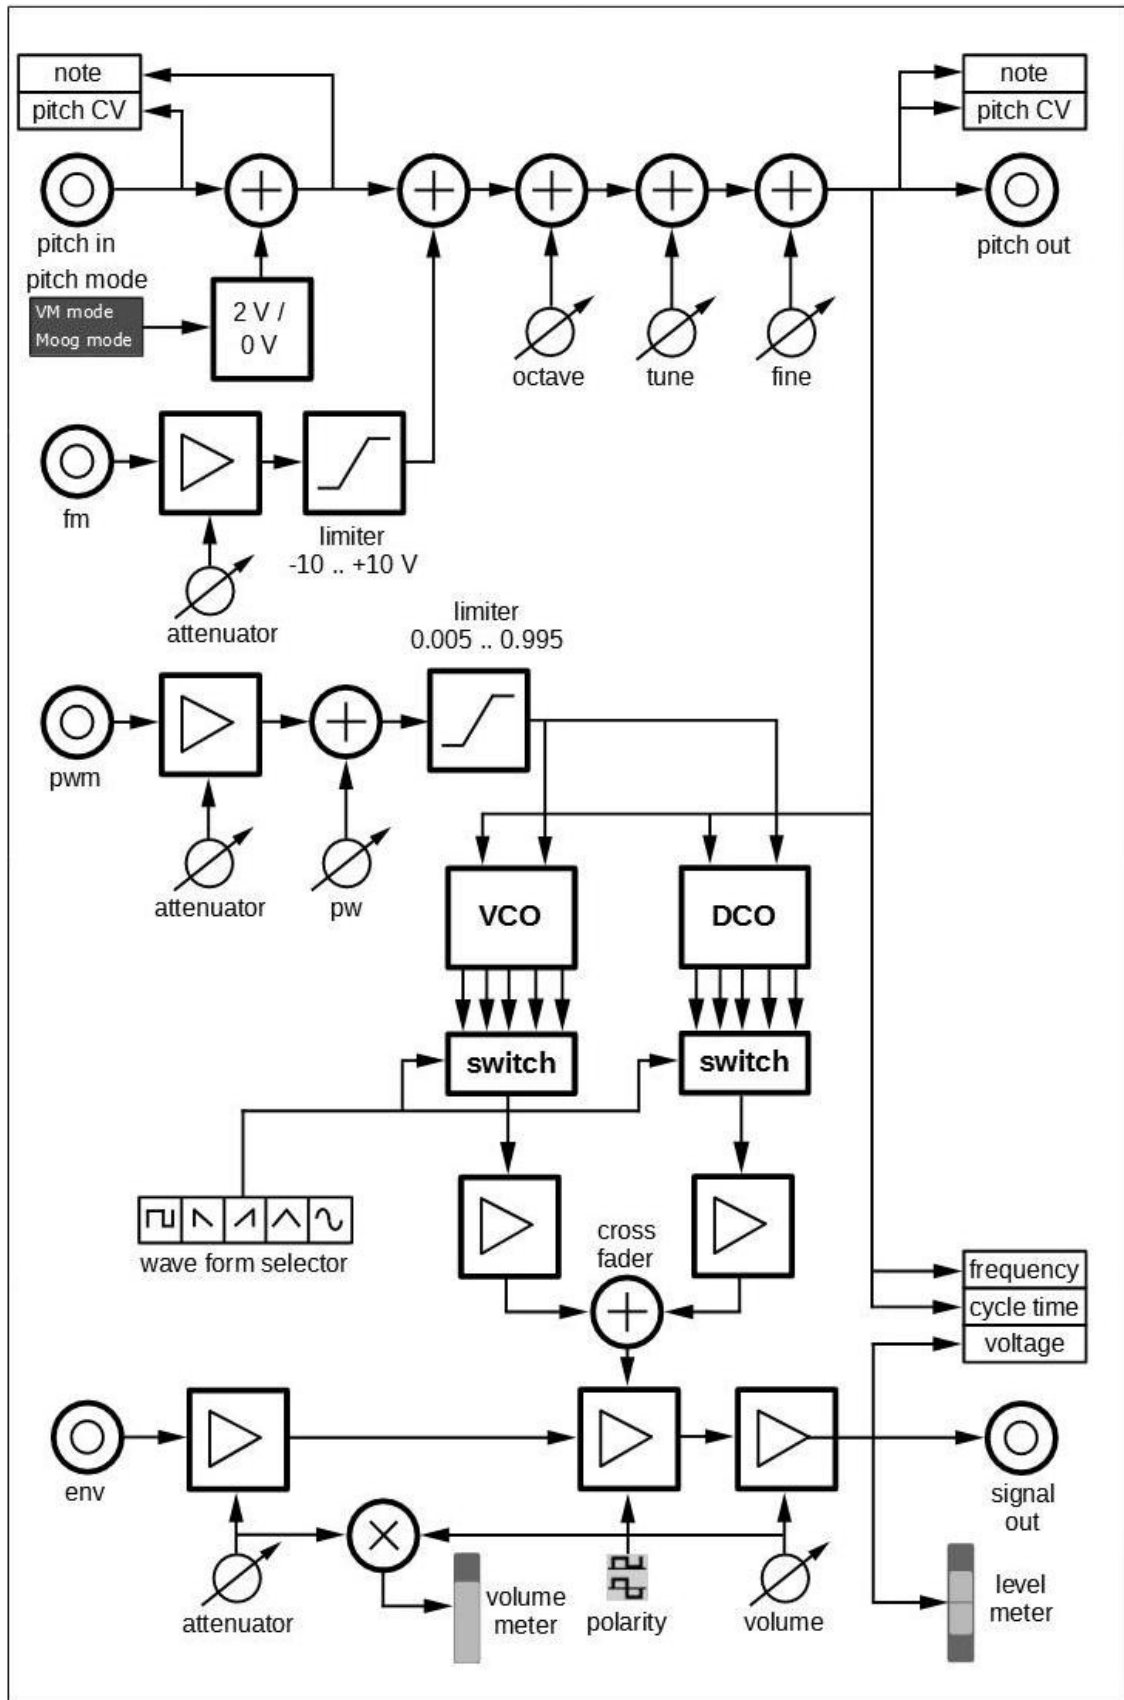 note
pitch CV
note
pitch CV
pitch in
pitch out
pitch mode
VM mode
Moog mode
2 V /
0 V
octave
tune
fine
fm
limiter
-10 .. +10 V
attenuator
limiter
0.005 .. 0.995
pwm
attenuator
pw
VCO
DCO
switch
switch
wave form selector
cross
fader
frequency
cycle time
voltage
env
signal
out
attenuator
volume
meter
polarity
volume
level
meter